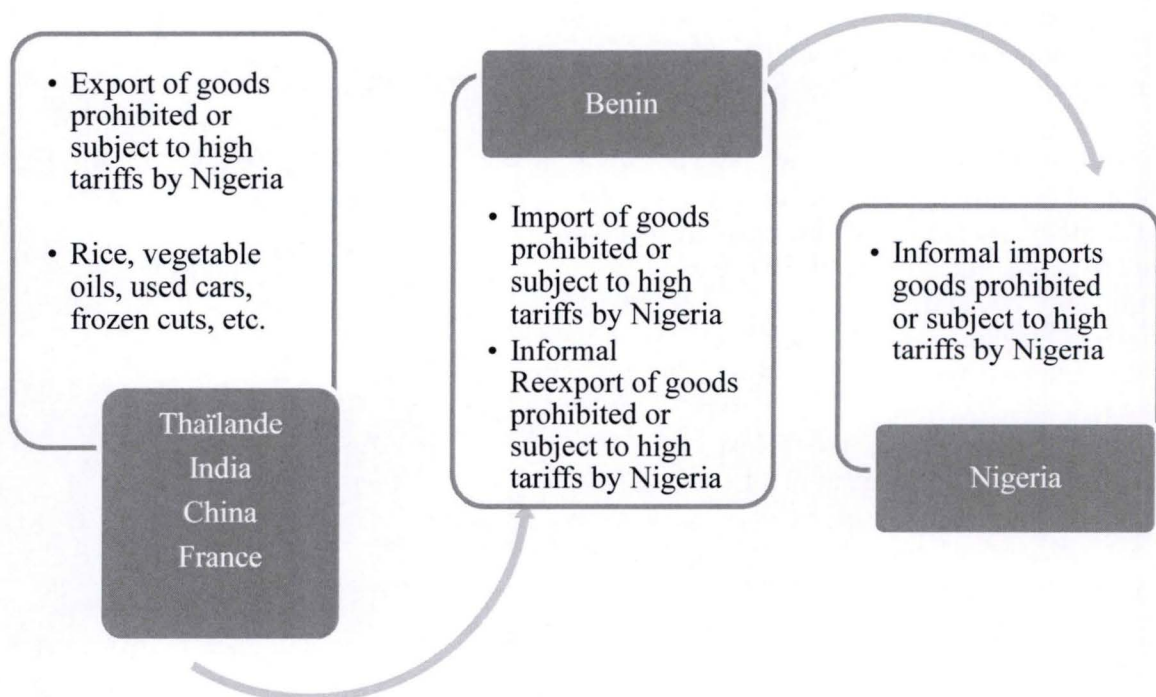 • Export of goods
prohibited or
subject to high
tariffs by Nigeria
• Rice, vegetable
oils, used cars,
frozen cuts, etc.
Thaïlande
India
China
France
Benin
• Import of goods
prohibited or
subject to high
tariffs by Nigeria
• Informal
Reexport of goods
prohibited or
subject to high
tariffs by Nigeria
• Informal imports
goods prohibited
or subject to high
tariffs by Nigeria
Nigeria